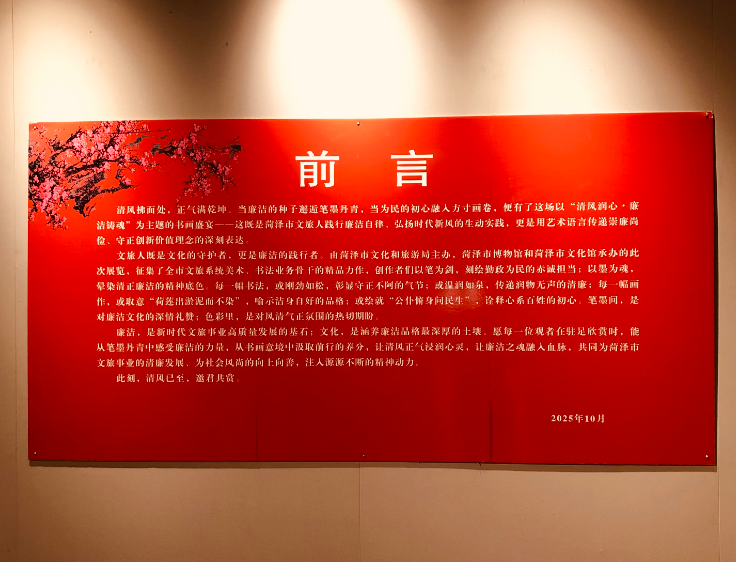 前言
清风拂面处，正气满乾坤。当廉洁的种子邂逅笔墨丹青，当为民的初心融入方寸画卷，便有了这场以“清风润心·廉
洁铸魂”为主题的书画盛宴——这既是菏泽市文旅人践行廉洁自律、弘扬时代新风的生动实践，更是用艺术语言传递崇廉尚
俭、守正创新价值理念的深刻表达。
文旅人既是文化的守护者，更是廉洁的践行者。由菏泽市文化和旅游局主办，菏泽市博物馆和菏泽市文化馆承办的此
次展览，征集了全市文旅系统美术、书法业务骨干的精品力作，创作者们以笔为剑，刻绘勤政为民的赤诚担当；以墨为魂，
晕染清正廉洁的精神底色。每一幅书法，或刚劲如松，彰显守正不阿的气节；或温润如泉，传递润物无声的清廉；每一幅画
作，或取意“荷莲出淤泥而不染”，喻示洁身自好的品格；或绘就“公仆俯身问民生”，诠释心系百姓的初心。笔墨间，是
对廉洁文化的深情礼赞；色彩里，是对风清气正氛围的热切期盼。
廉洁，是新时代文旅事业高质量发展的基石；文化，是涵养廉洁品格最深厚的土壤。愿每一位观者在驻足欣赏时，能
从笔墨丹青中感受廉洁的力量，从书画意境中汲取前行的养分，让清风正气浸润心灵，让廉洁之魂融入血脉，共同为菏泽市
文旅事业的清廉发展、为社会风尚的向上向善，注入源源不断的精神动力。
此刻，清风已至，邀君共赏。
2025年10月